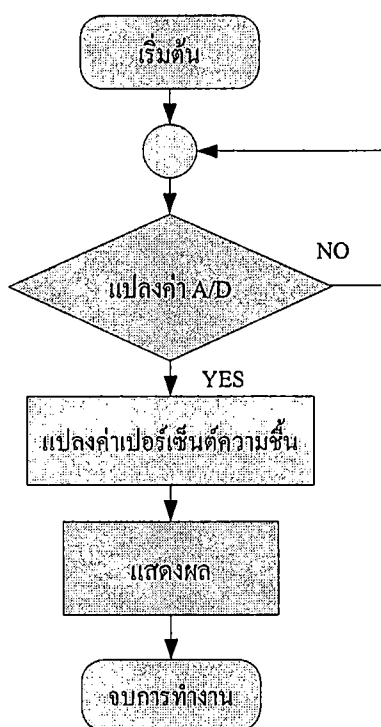 เริ่มต้น
แปลงค่า A/D
NO
YES
แปลงค่าเปอร์เซ็นต์ความชื้น
แสดงผล
จบการทำงาน